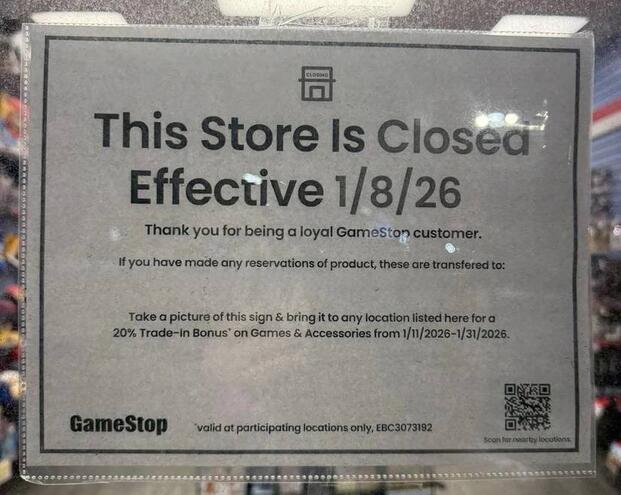 CLOSING
This Store Is Closed
Effective 1/8/26
Thank you for being a loyal GameStop customer.
If you have made any reservations of product, these are transfered to:
Take a picture of this sign & bring it to any location listed here for a
20% Trade-In Bonus* on Games & Accessories from 1/11/2026-1/31/2026.
GameStop
*valid at participating locations only, EBC3073192
Scan for nearby locations.